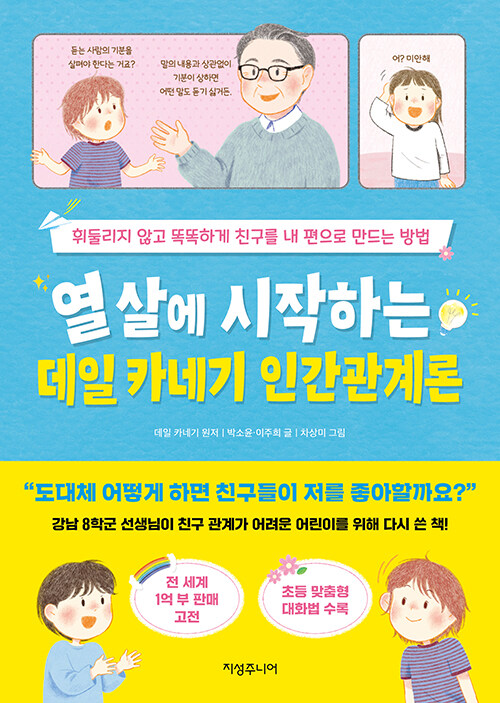 듣는 사람의 기분을
살펴야 한다는 거죠?
말의 내용과 상관없이
기분이 상하면
어떤 말도 듣기 싫거든.
어? 미안해
휘둘리지 않고 똑똑하게 친구를 내 편으로 만드는 방법
열 살에 시작하는
데일 카네기 인간관계론
데일 카네기 원저 | 박소윤·이주희 글 | 차상미 그림
“도대체 어떻게 하면 친구들이 저를 좋아할까요?”
강남 8학군 선생님이 친구 관계가 어려운 어린이를 위해 다시 쓴 책!
전 세계
1억 부 판매
고전
초등 맞춤형
대화법 수록
지성주니어